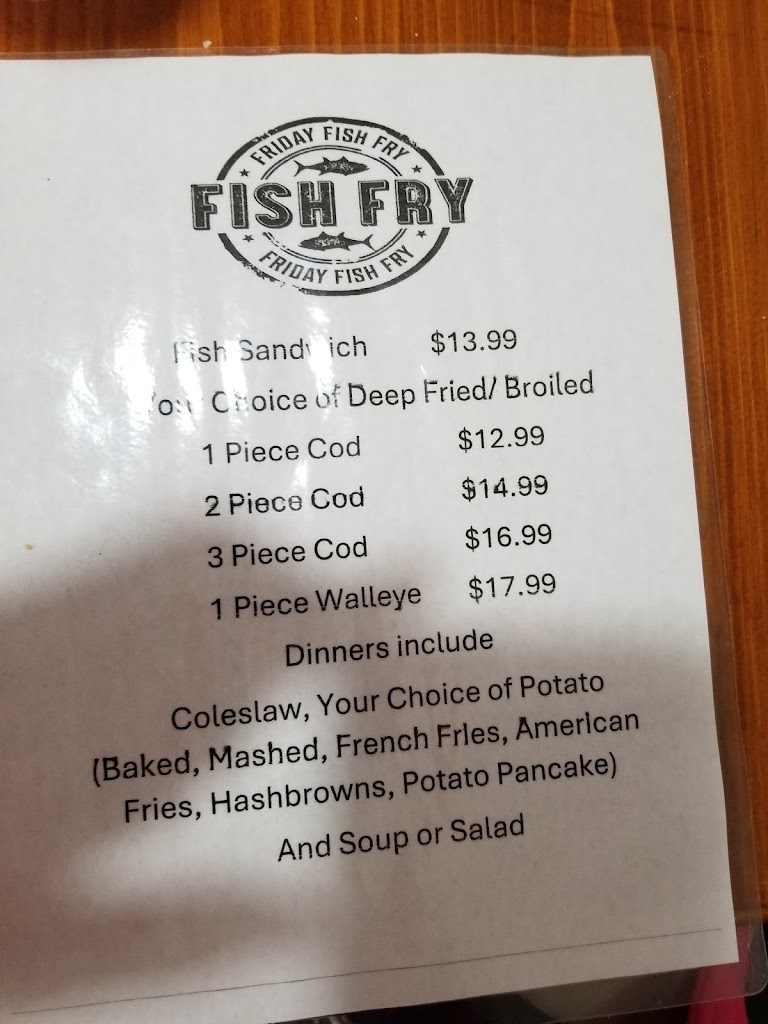 FRIDAY FISH FRY
FISH FRY
FRIDAY FISH FRY
Fish Sandwich $13.99
Your Choice of Deep Fried/ Broiled
1 Piece Cod $12.99
2 Piece Cod $14.99
3 Piece Cod $16.99
1 Piece Walleye $17.99
Dinners include
Coleslaw, Your Choice of Potato
(Baked, Mashed, French Fries, American
Fries, Hashbrowns, Potato Pancake)
And Soup or Salad